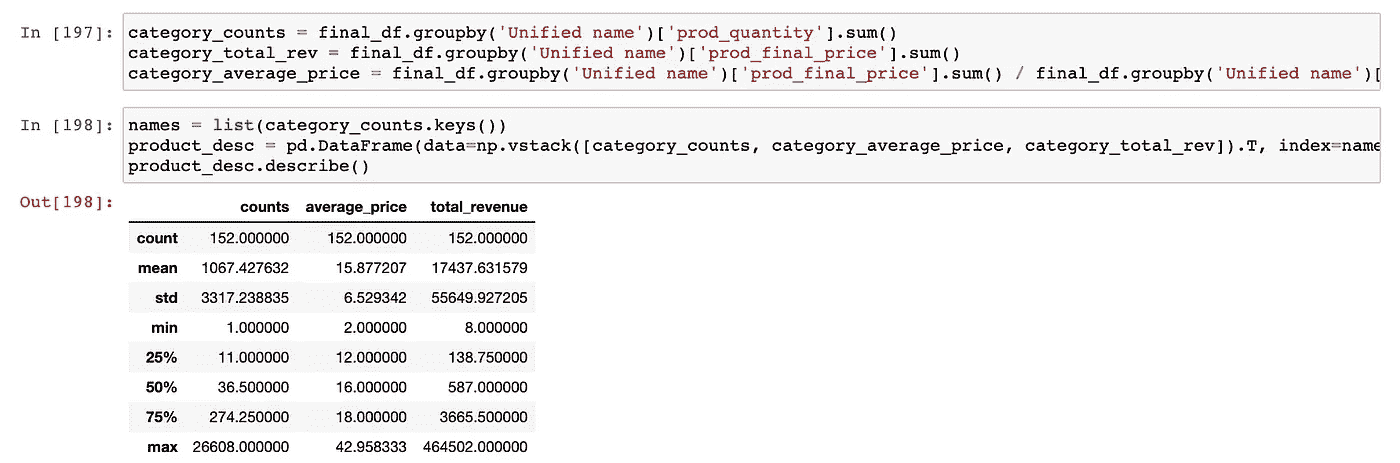 In [197]: category_counts = final_df.groupby('Unified name')['prod_quantity'].sum()
category_total_rev = final_df.groupby('Unified name')['prod_final_price'].sum()
category_average_price = final_df.groupby('Unified name')['prod_final_price'].sum() / final_df.groupby('Unified name')[
In [198]: names = list(category_counts.keys())
product_desc = pd.DataFrame(data=np.vstack([category_counts, category_average_price, category_total_rev]).T, index=name
product_desc.describe()
Out[198]:
counts average_price total_revenue
count 152.000000 152.000000 152.000000
mean 1067.427632 15.877207 17437.631579
std 3317.238835 6.529342 55649.927205
min 1.000000 2.000000 8.000000
25% 11.000000 12.000000 138.750000
50% 36.500000 16.000000 587.000000
75% 274.250000 18.000000 3665.500000
max 26608.000000 42.958333 464502.000000